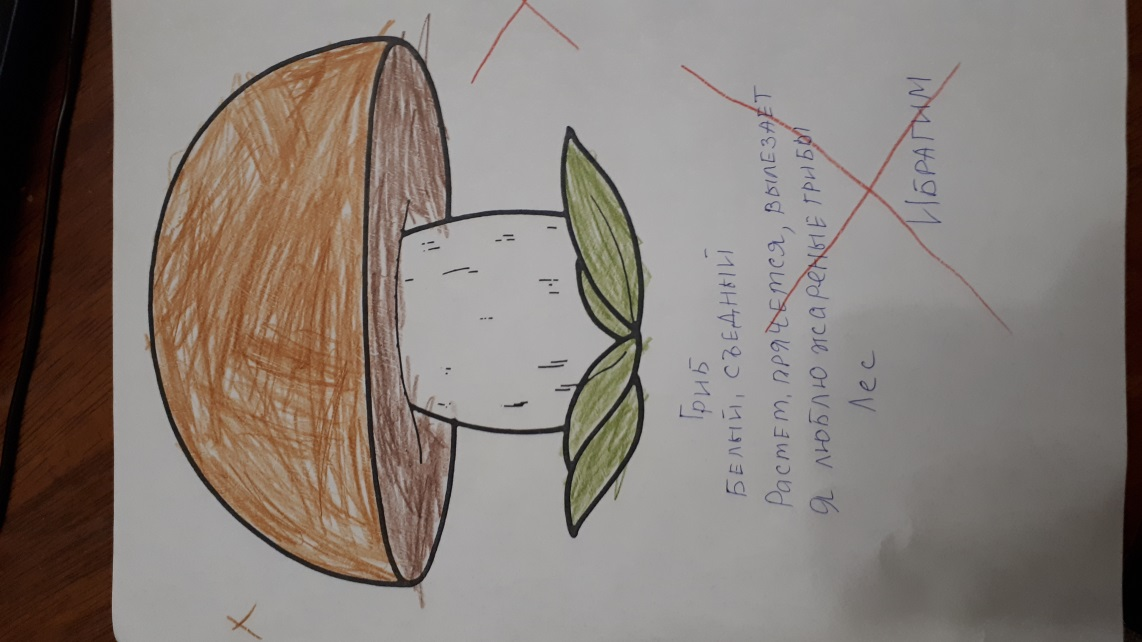 Гриб
Белый, съедный
Растет, прячется, вылезает
Я люблю жареные грибы
Лес
Ибрагим